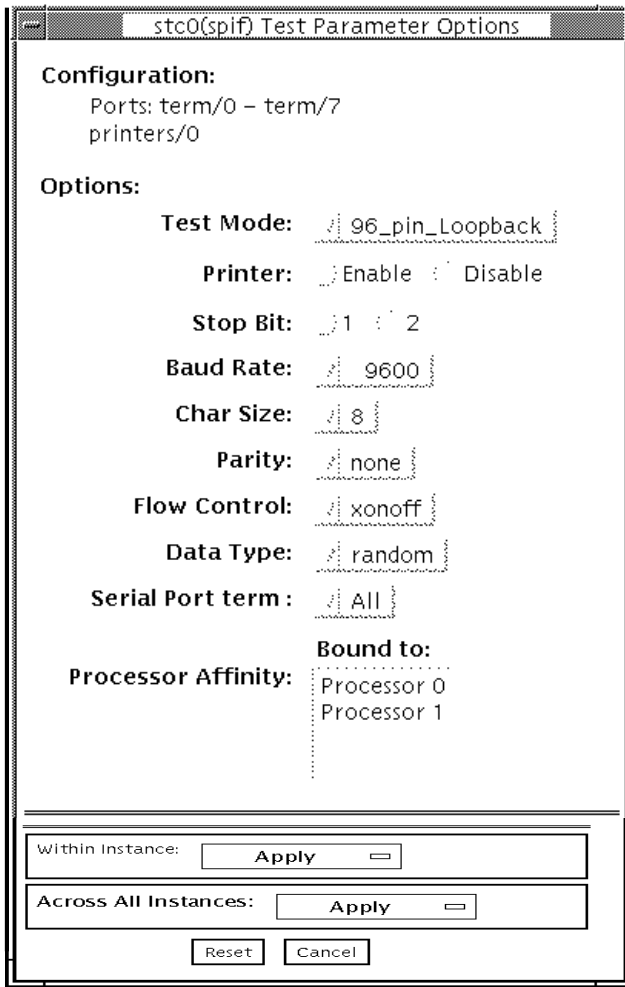 stc0(spif) Test Parameter Options
Configuration:
Ports: term/0 – term/7
printers/0
Options:
Test Mode: 96_pin_Loopback
Printer: Enable Disable
Stop Bit: 1 2
Baud Rate: 9600
Char Size: 8
Parity: none
Flow Control: xonoff
Data Type: random
Serial Port term : All
Bound to:
Processor Affinity: Processor 0
Processor 1
Within Instance: Apply
Across All Instances: Apply
Reset Cancel